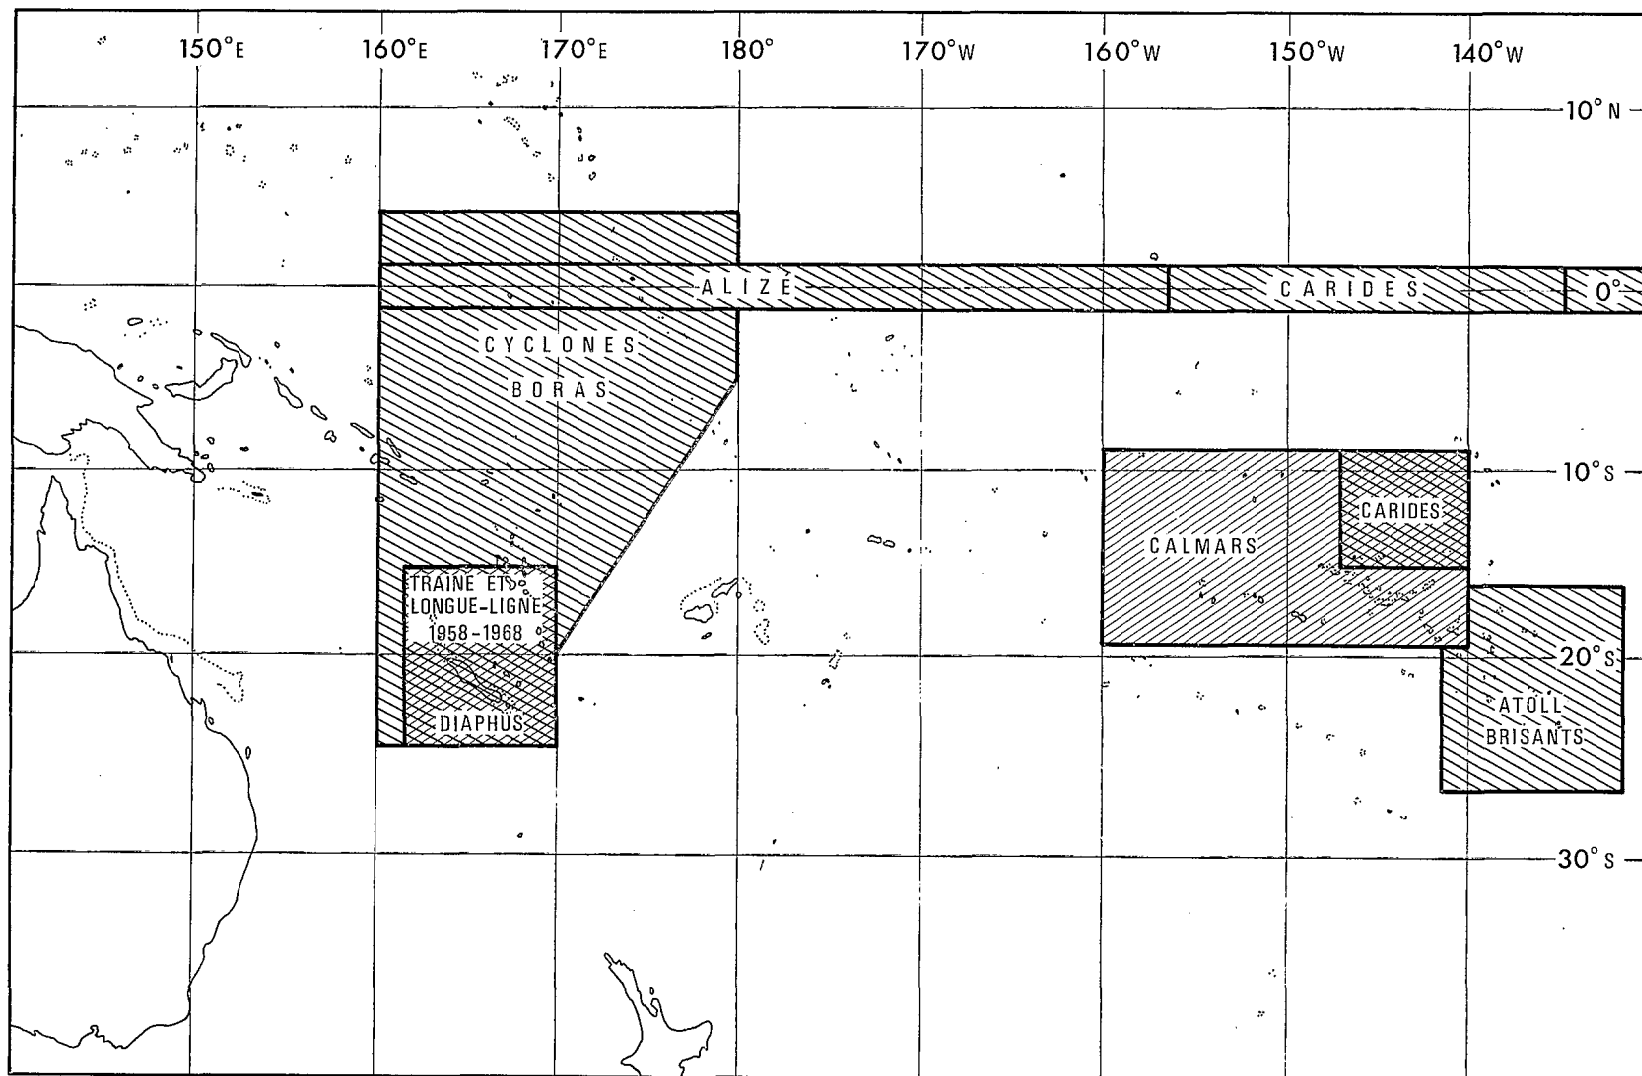 150°E 160°E 170°E 180° 170°W 160°W 150°W 140°W
10°N
ALIZÉ CARIDES 0°
CYCLONES
BORAS
10°S
CARIDES
CALMARS
TRAINE ET
LONGUE-LIGNE
1958-1968
20°S
ATOLL
DIAPHUS
BRISANTS
30°S